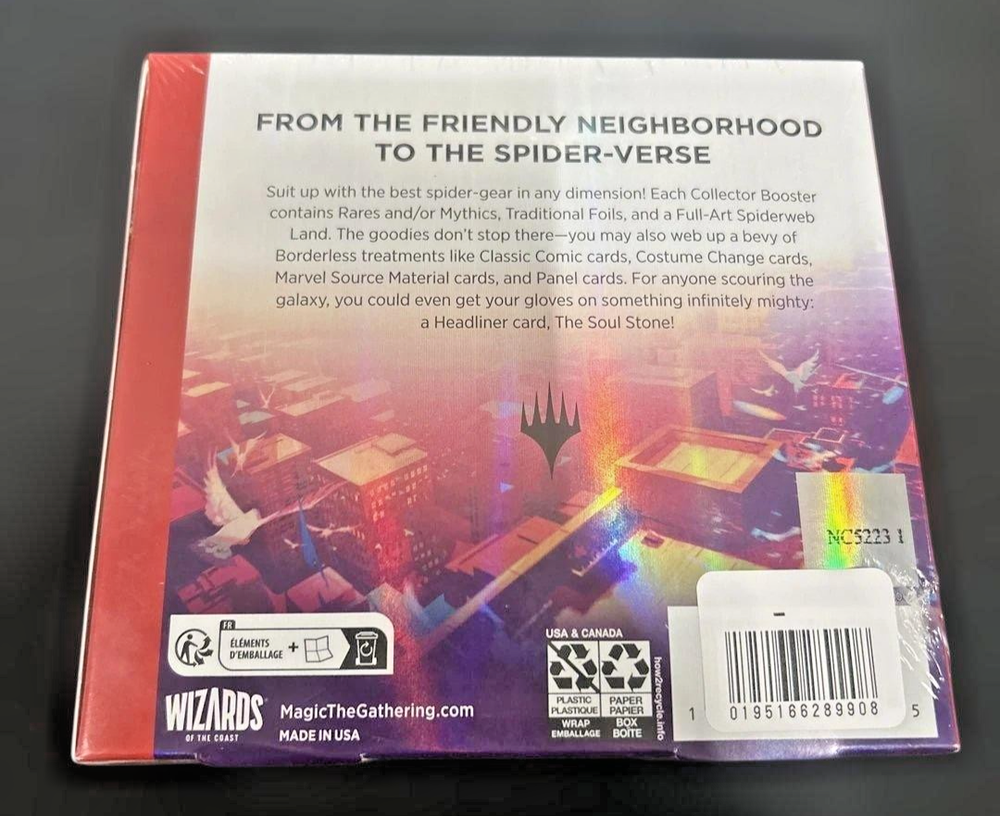 FROM THE FRIENDLY NEIGHBORHOOD
TO THE SPIDER-VERSE
Suit up with the best spider-gear in any dimension! Each Collector Booster
contains Rares and/or Mythics, Traditional Foils, and a Full-Art Spiderweb
Land. The goodies don't stop there—you may also web up a bevy of
Borderless treatments like Classic Comic cards, Costume Change cards,
Marvel Source Material cards, and Panel cards. For anyone scouring the
galaxy, you could even get your gloves on something infinitely mighty:
a Headliner card, The Soul Stone!
NC5223 1
FR
ÉLÉMENTS
D'EMBALLAGE +
WIZARDS
OF THE COAST
MagicTheGathering.com
MADE IN USA
USA & CANADA
PLASTIC
PLASTIQUE
WRAP
EMBALLAGE
PAPER
PAPIER
BOX
BOÎTE
how2recycle.info
1
0195166289908
5